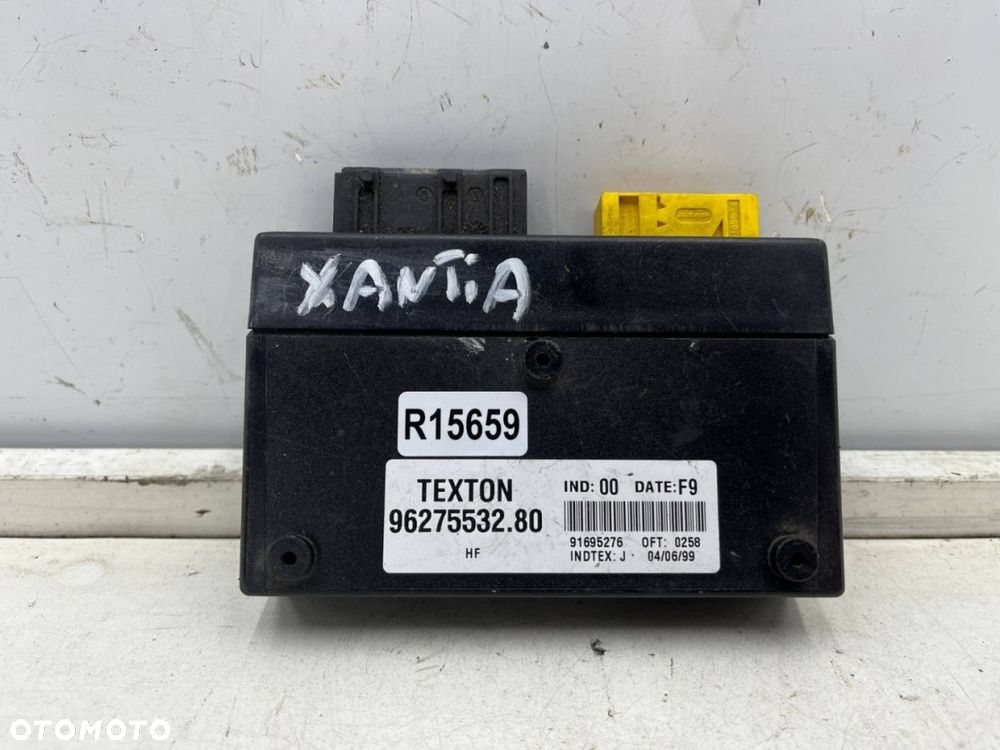 XANTiA
R15659
TEXTON
96275532.80
HF
IND: 00 DATE: F9
91695276 OFT: 0258
INDTEX: J · 04/06/99
OTOMOTO